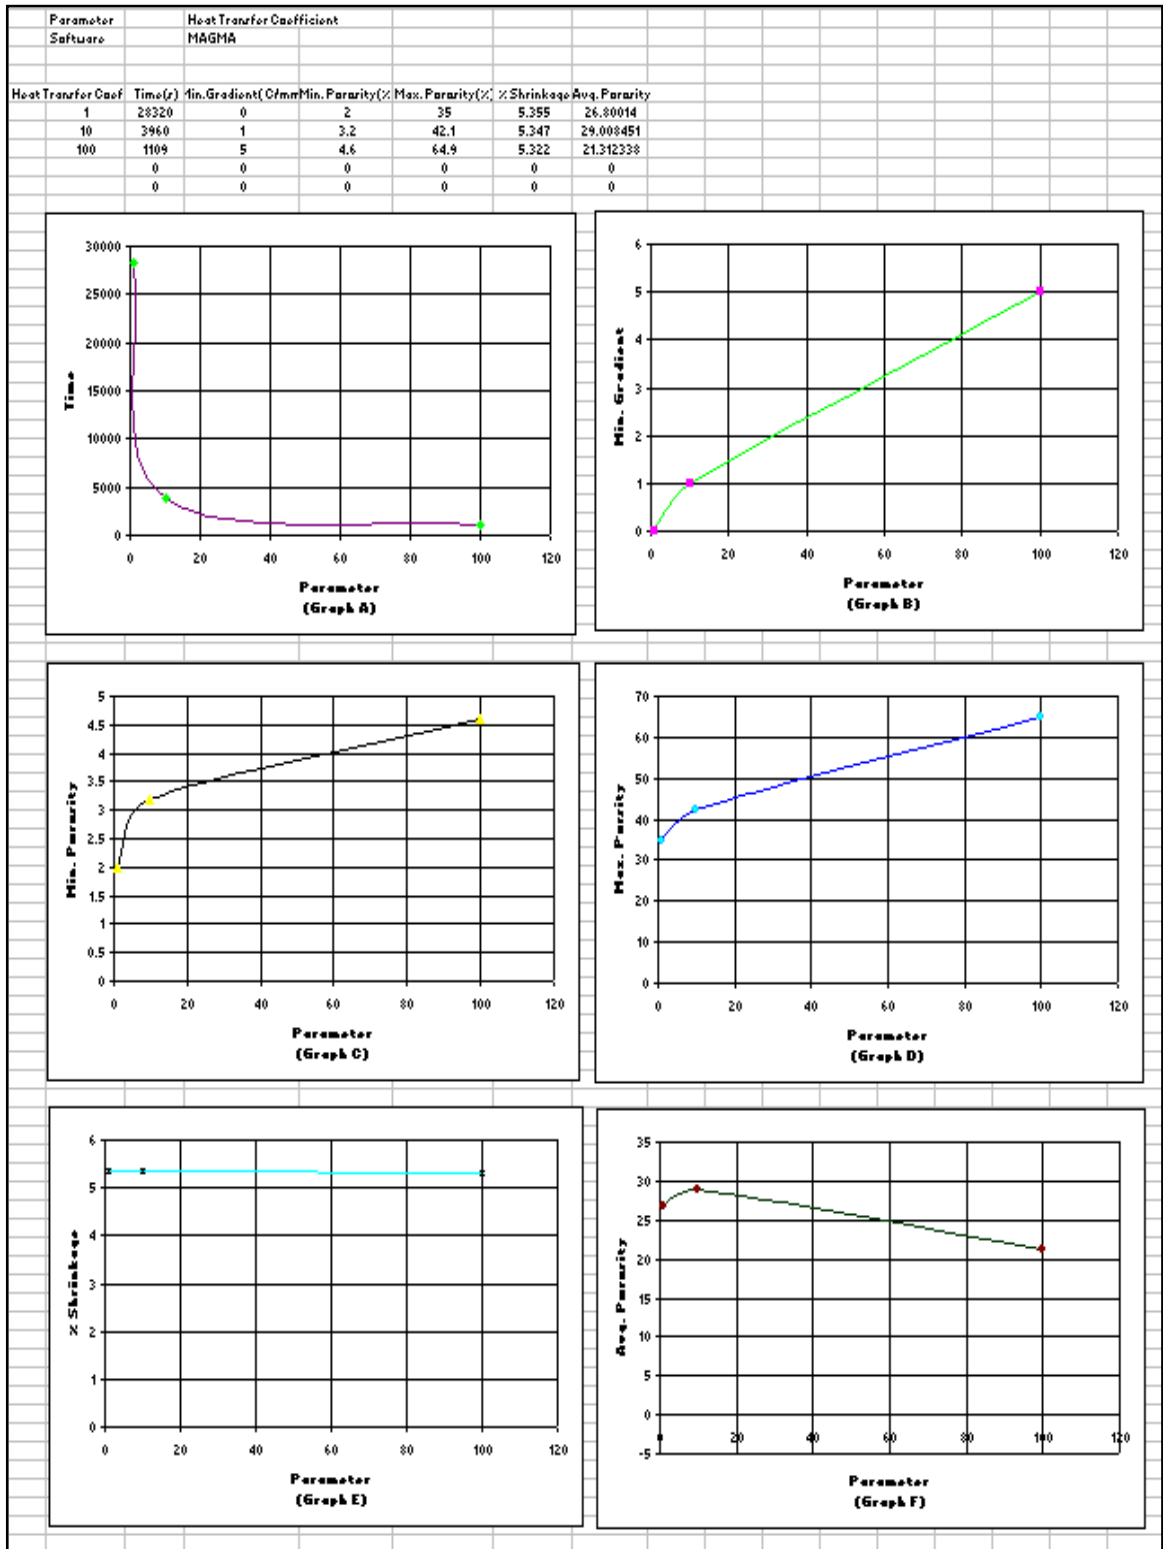 Parameter Heat Transfer Coefficient
Software MAGMA
Heat Transfer Coef Time(s) Min.Gradient( C/mm Min. Porarity(% Max. Porarity(%) % Shrinkage Avg. Porarity
1 28320 0 2 35 5.355 26.80014
10 3960 1 3.2 42.1 5.347 29.008451
100 1109 5 4.6 64.9 5.322 21.312338
0 0 0 0 0 0
0 0 0 0 0 0
30000
25000
20000
15000
10000
5000
0
Time
0 20 40 60 80 100 120
Parameter
(Graph A)
6
5
4
3
2
1
0
Min. Gradient
0 20 40 60 80 100 120
Parameter
(Graph B)
5
4.5
4
3.5
3
2.5
2
1.5
1
0.5
0
Min. Porarity
0 20 40 60 80 100 120
Parameter
(Graph C)
70
60
50
40
30
20
10
0
Max. Porsity
0 20 40 60 80 100 120
Parameter
(Graph D)
6
5
4
3
2
1
0
% Shrinkage
0 20 40 60 80 100 120
Parameter
(Graph E)
35
30
25
20
15
10
5
0
-5
Avg. Porarity
0 20 40 60 80 100 120
Parameter
(Graph F)